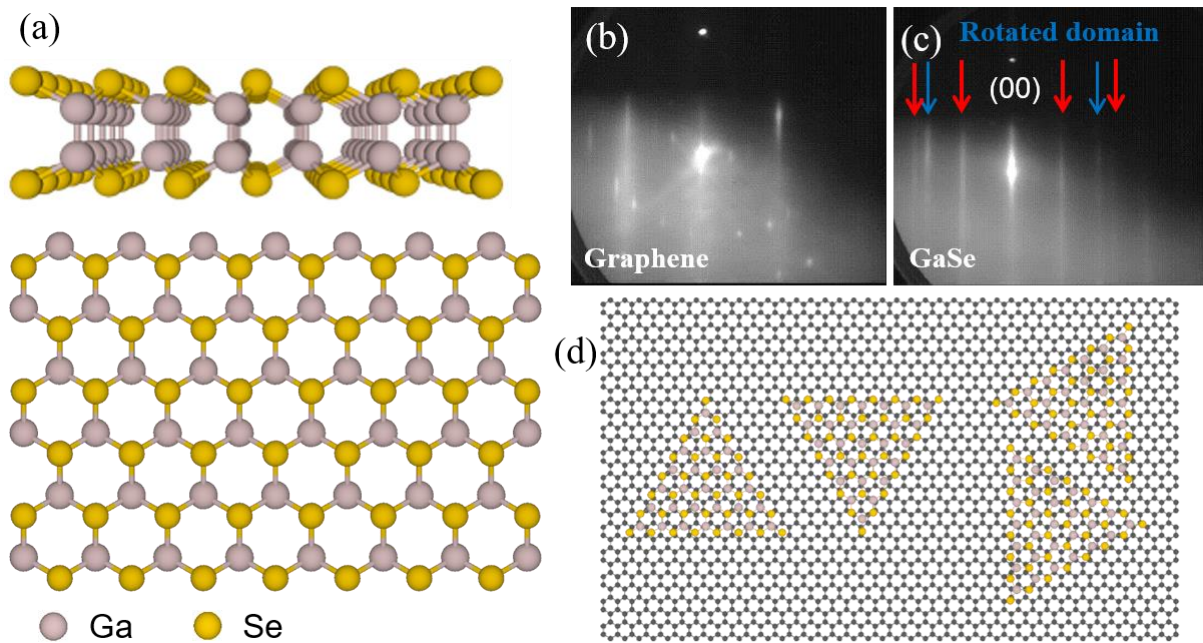 (a)
(b)
(c)
Rotated domain
(00)
Graphene
GaSe
(d)
Ga
Se